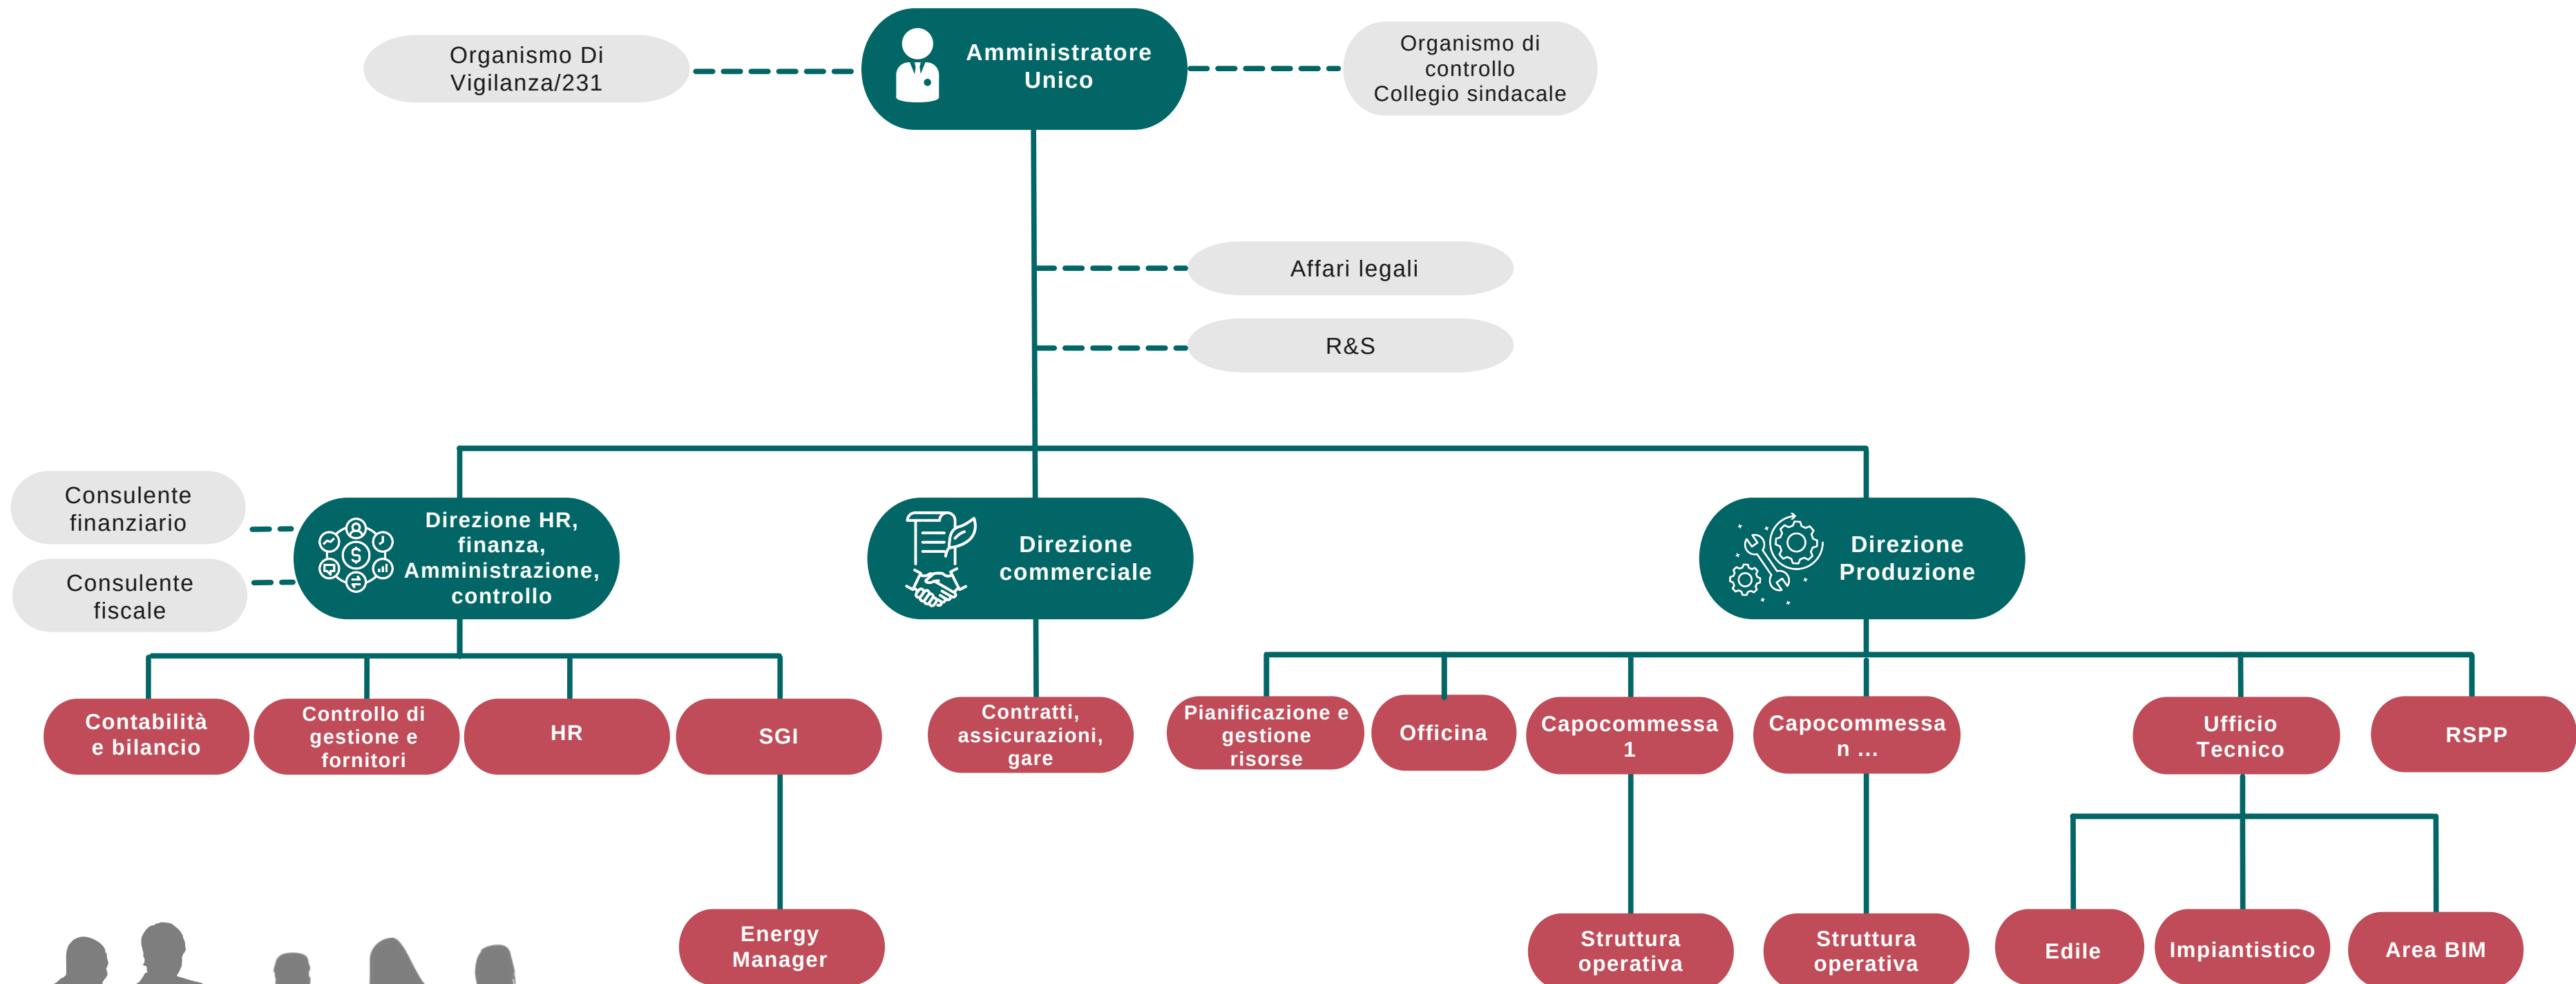 Organismo Di
Vigilanza/231
Amministratore
Unico
Organismo di
controllo
Collegio sindacale
Affari legali
R&S
Consulente
finanziario
Consulente
fiscale
Direzione HR,
finanza,
Amministrazione,
controllo
Direzione
commerciale
Direzione
Produzione
Contabilità
e bilancio
Controllo di
gestione e
fornitori
HR
SGI
Contratti,
assicurazioni,
gare
Pianificazione e
gestione
risorse
Officina
Capocommessa
1
Capocommessa
n ...
Ufficio
Tecnico
RSPP
Energy
Manager
Struttura
operativa
Struttura
operativa
Edile
Impiantistico
Area BIM